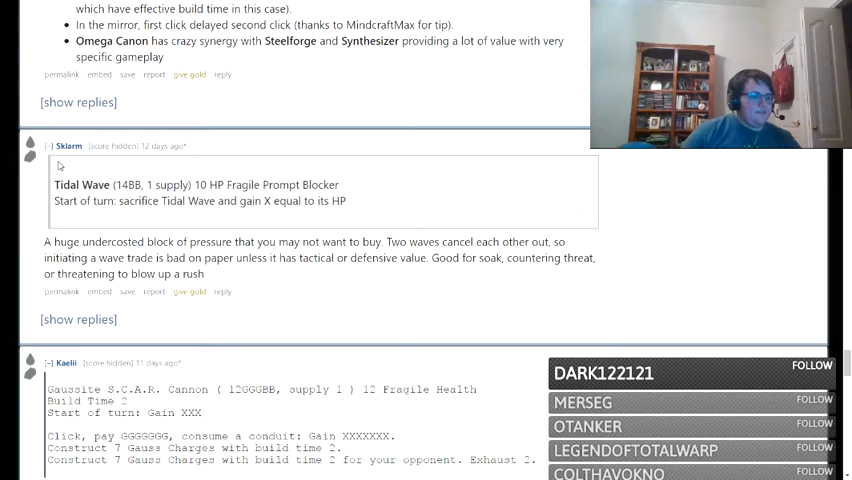 which have effective build time in this case).
• In the mirror, first click delayed second click (thanks to MindcraftMax for tip).
• Omega Canon has crazy synergy with Steelforge and Synthesizer providing a lot of value with very
specific gameplay
permalink embed save report give gold reply
[show replies]
[–] Sklarm [score hidden] 12 days ago*
Tidal Wave (14BB, 1 supply) 10 HP Fragile Prompt Blocker
Start of turn: sacrifice Tidal Wave and gain X equal to its HP
A huge undercosted block of pressure that you may not want to buy. Two waves cancel each other out, so
initiating a wave trade is bad on paper unless it has tactical or defensive value. Good for soak, countering threat,
or threatening to blow up a rush
permalink embed save report give gold reply
[show replies]
[–] Kaelii [score hidden] 11 days ago*
Gaussite S.C.A.R. Cannon ( 12GGGBB, supply 1 ) 12 Fragile Health
Build Time 2
Start of turn: Gain XXX
Click, pay GGGGGGG, consume a conduit: Gain XXXXXXX.
Construct 7 Gauss Charges with build time 2.
Construct 7 Gauss Charges with build time 2 for your opponent. Exhaust 2.
DARK122121 FOLLOW
MERSEG FOLLOW
OTANKER FOLLOW
LEGENDOFTOTALWARP FOLLOW
COLTHAVOKNO FOLLOW